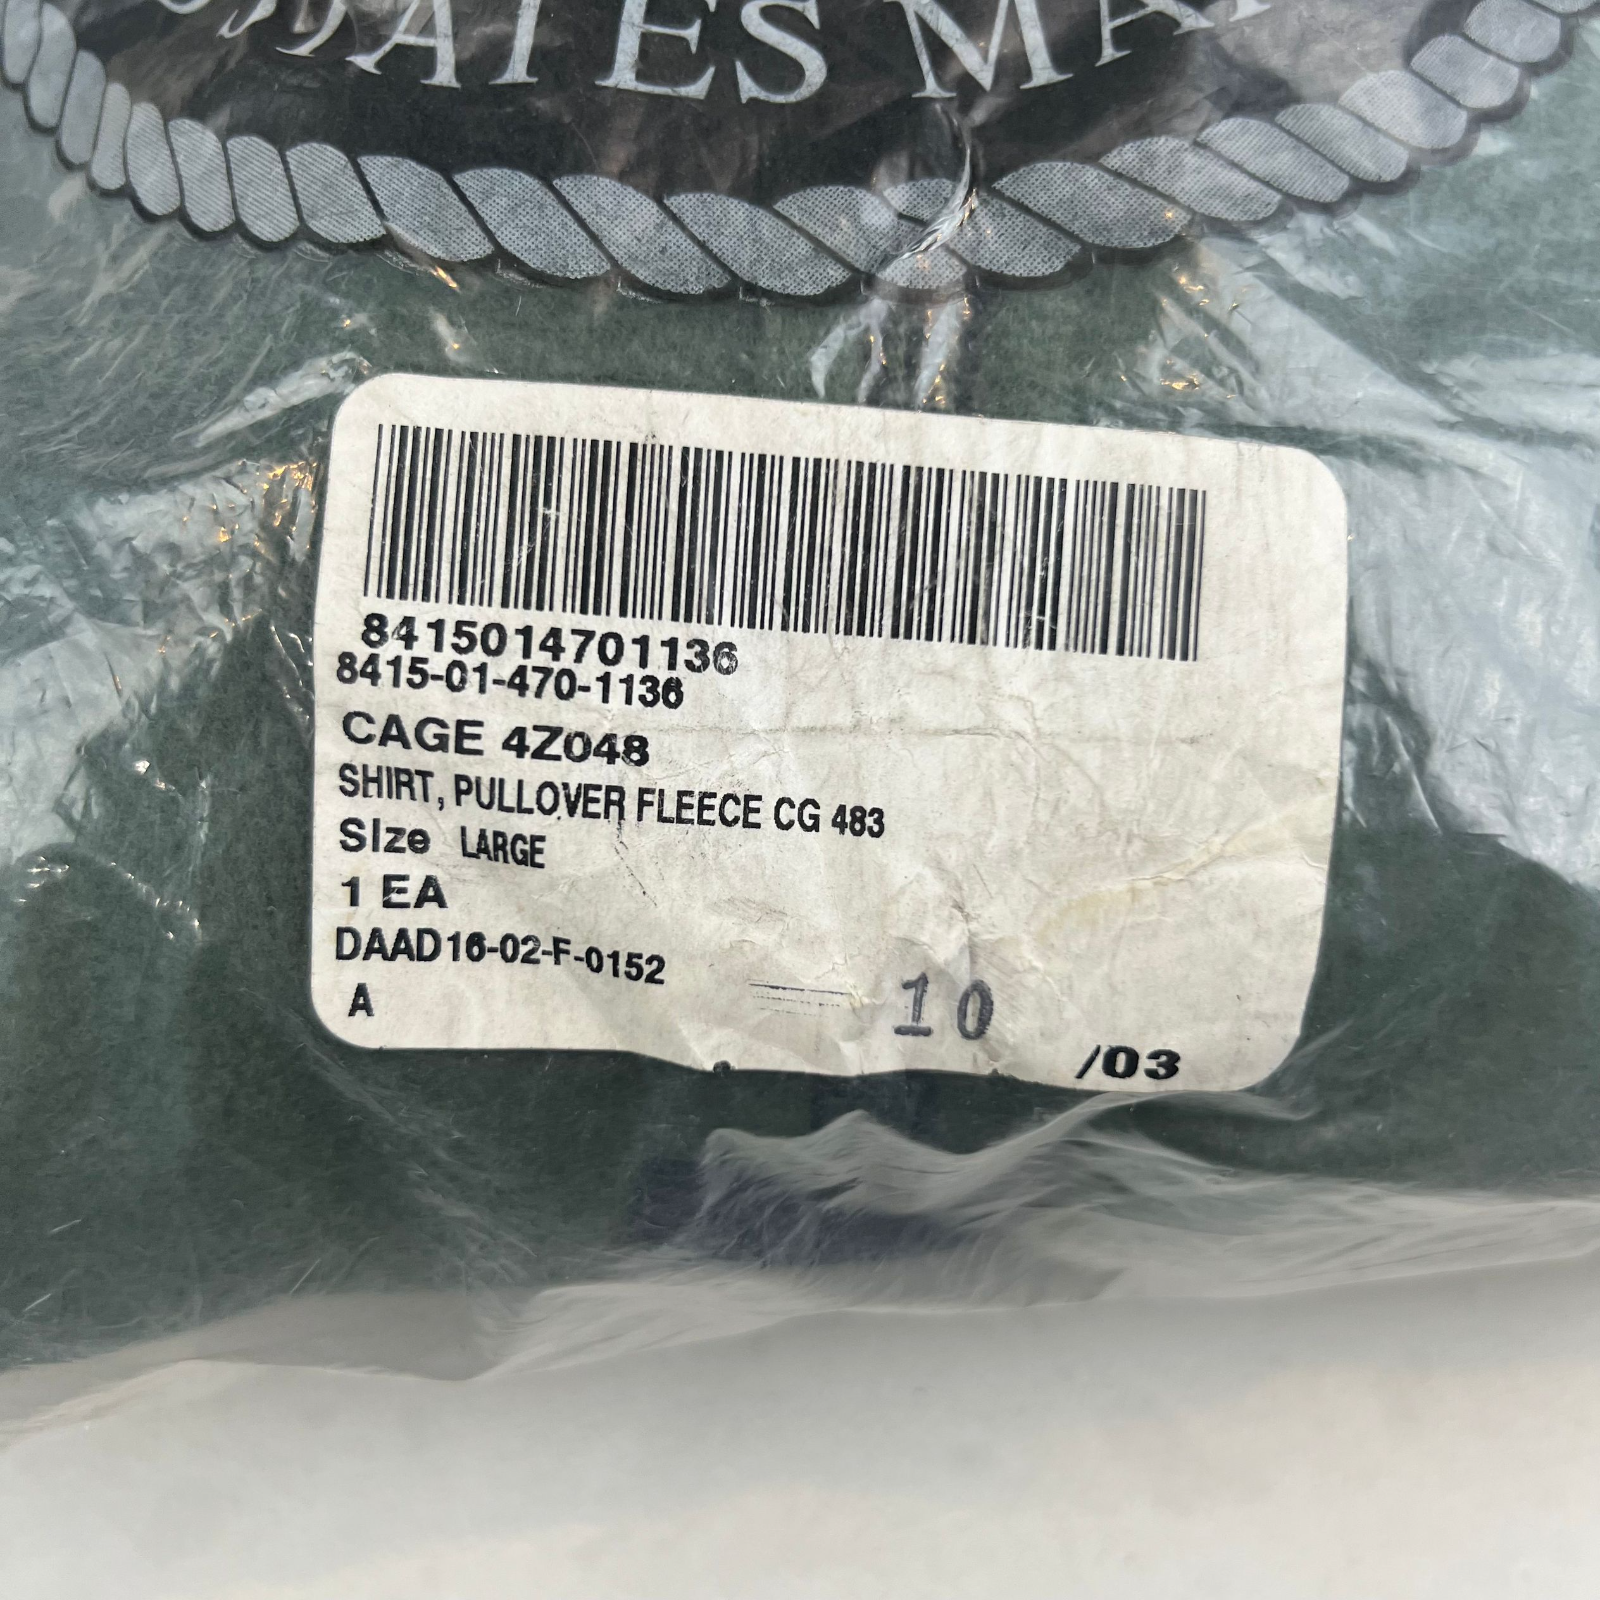 STATES MA
8415014701136
8415-01-470-1136
CAGE 4Z048
SHIRT, PULLOVER FLEECE CG 483
SIze LARGE
1 EA
DAAD16-02-F-0152
A
10 /03